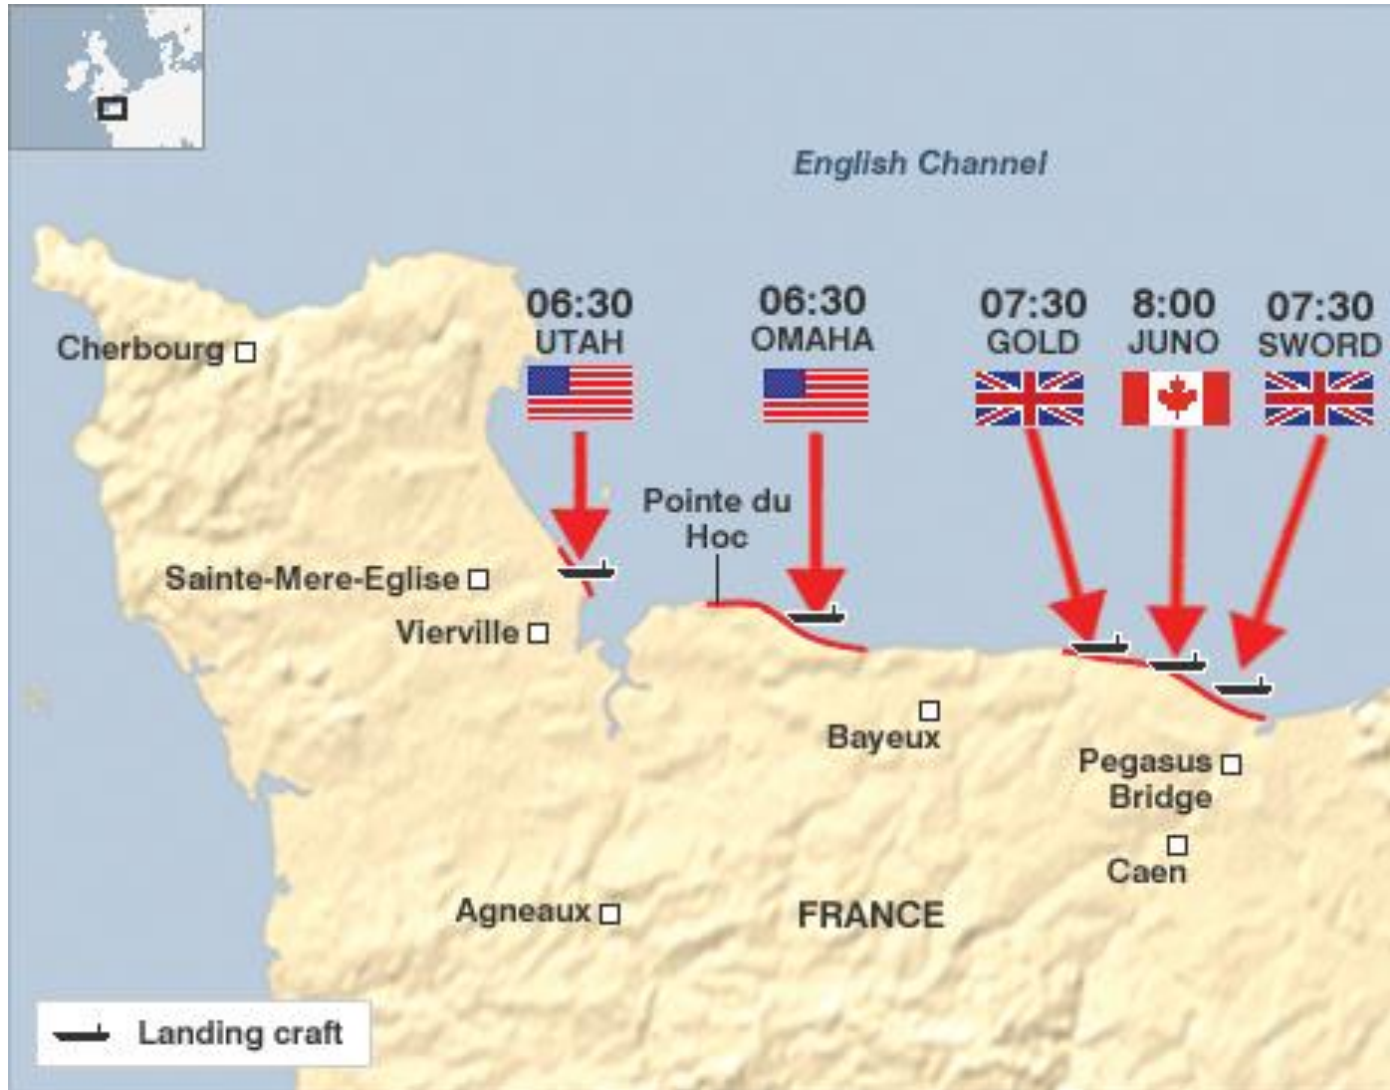 English Channel
06:30
UTAH
06:30
OMAHA
07:30
GOLD
8:00
JUNO
07:30
SWORD
Cherbourg
Pointe du
Hoc
Sainte-Mere-Eglise
Vierville
Bayeux
Pegasus
Bridge
Caen
Agneaux
FRANCE
Landing craft